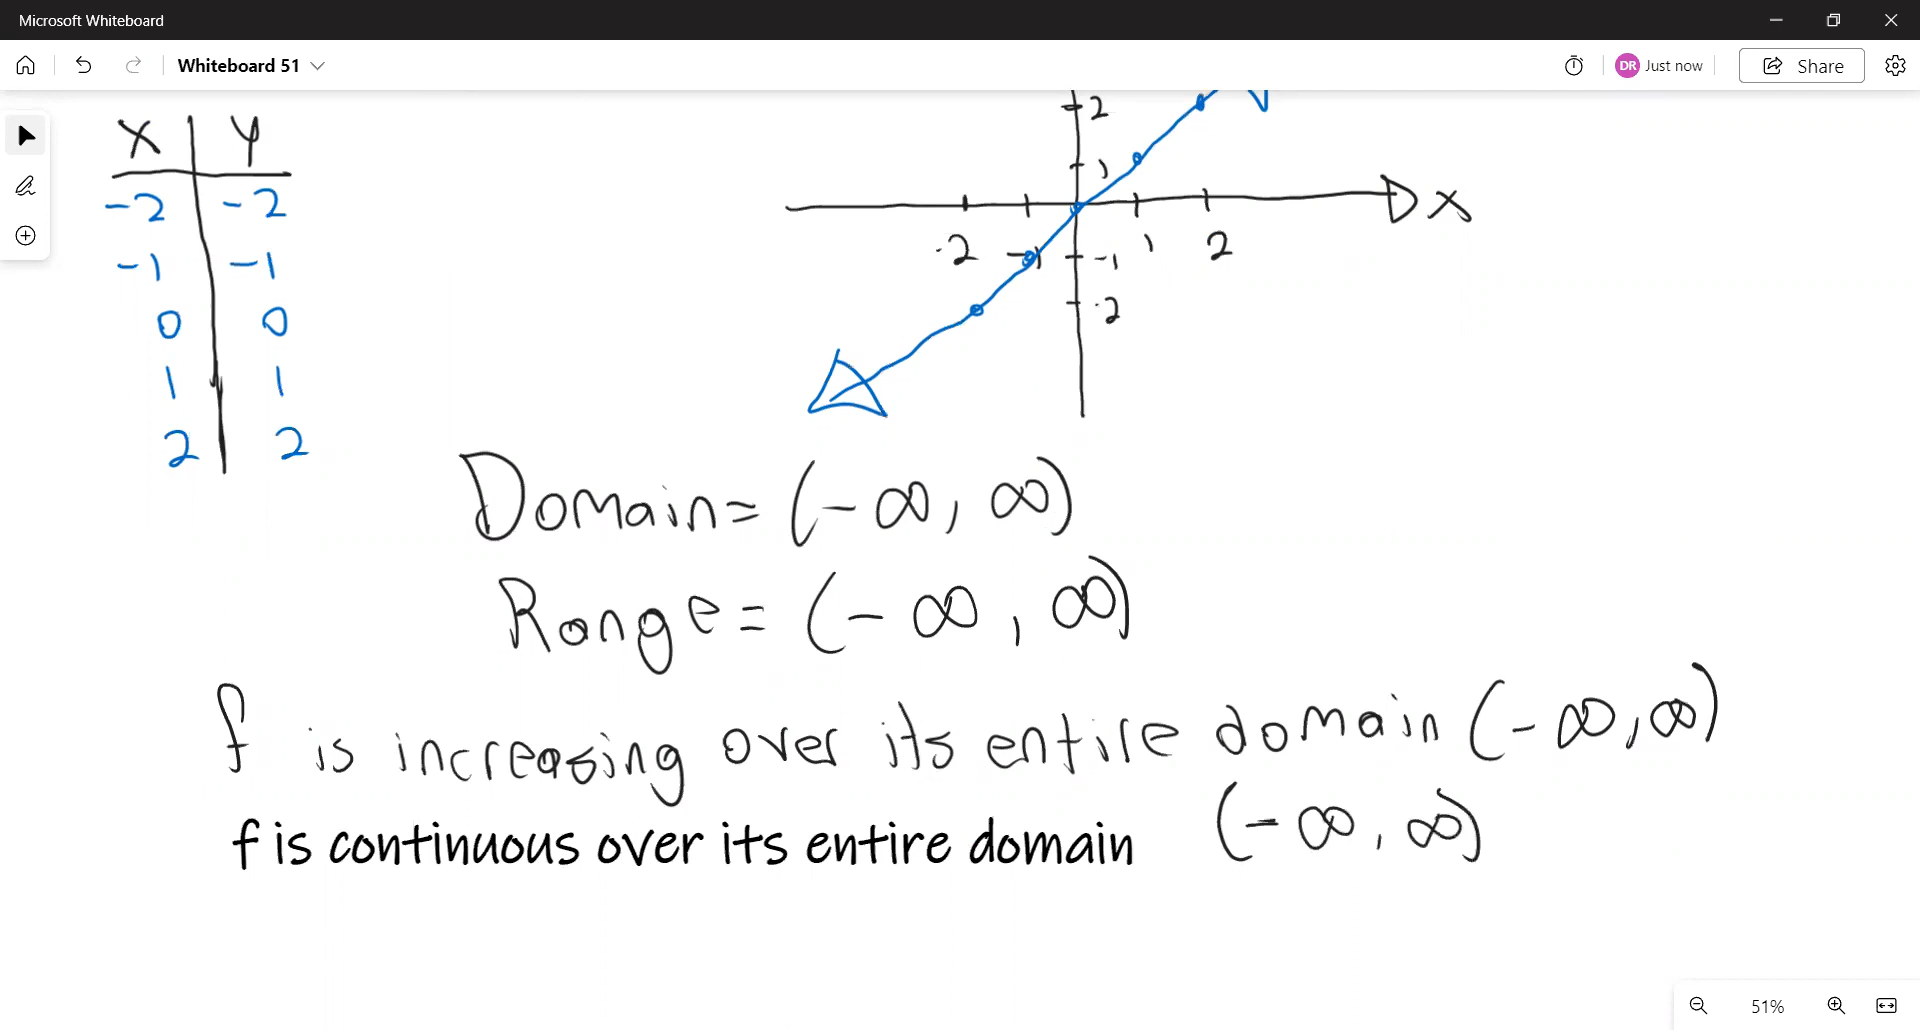 Microsoft Whiteboard
Whiteboard 51
DR Just now
Share
X Y
-2 -2
-1 -1
0 0
1 1
2 2
2
1
X
-2 -1 1 2
-1
-2
Domain = (-∞, ∞)
Range = (-∞, ∞)
f is increasing over its entire domain (-∞, ∞)
f is continuous over its entire domain (-∞, ∞)
51%